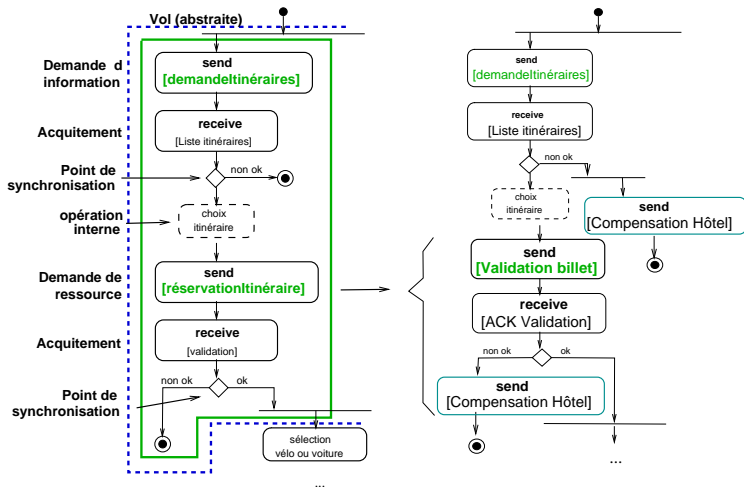 Vol (abstraite)
Demande d
information
send
[demandeItinéraires]
Acquitement
receive
[Liste itinéraires]
Point de
synchronisation
non ok
opération
interne
choix
itinéraire
Demande de
ressource
send
[réservationItinéraire]
Acquitement
receive
[validation]
non ok
ok
Point de
synchronisation
sélection
vélo ou voiture
...
send
[demandeItinéraires]
receive
[Liste itinéraires]
non ok
choix
itinéraire
send
[Compensation Hôtel]
send
[Validation billet]
receive
[ACK Validation]
non ok
ok
send
[Compensation Hôtel]
...